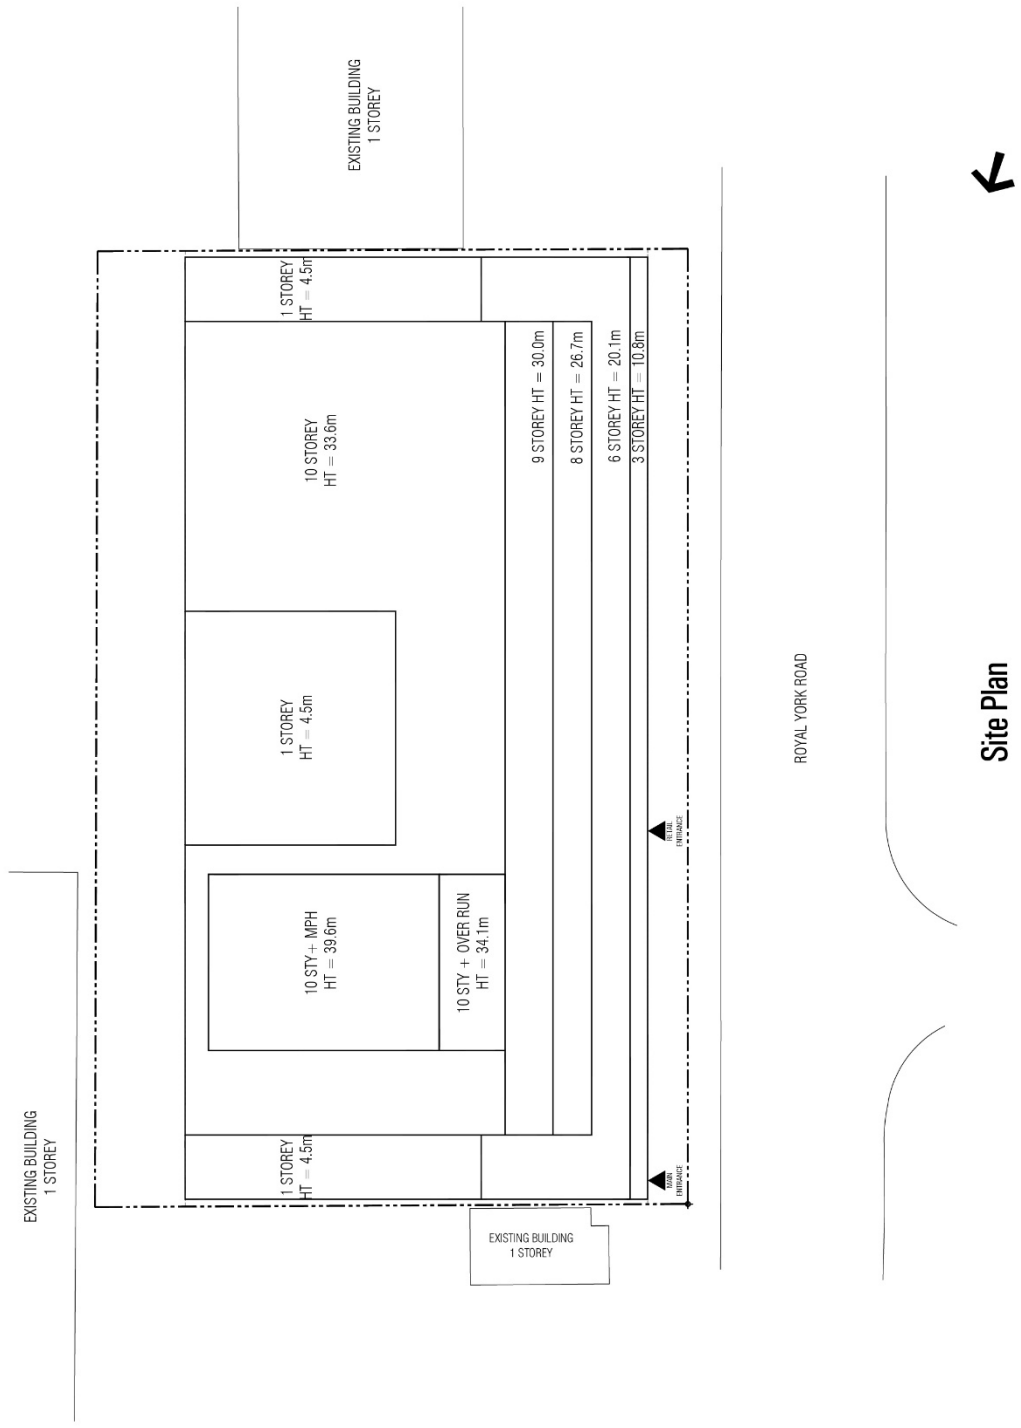 EXISTING BUILDING
1 STOREY
EXISTING BUILDING
1 STOREY
1 STOREY
HT = 4.5m
10 STY + MPH
HT = 39.6m
1 STOREY
HT = 4.5m
10 STOREY
HT = 33.6m
1 STOREY
HT = 4.5m
10 STY + OVER RUN
HT = 34.1m
EXISTING BUILDING
1 STOREY
9 STOREY HT = 30.0m
8 STOREY HT = 26.7m
6 STOREY HT = 20.1m
3 STOREY HT = 10.8m
MAIN
ENTRANCE
RETAIL
ENTRANCE
ROYAL YORK ROAD
Site Plan